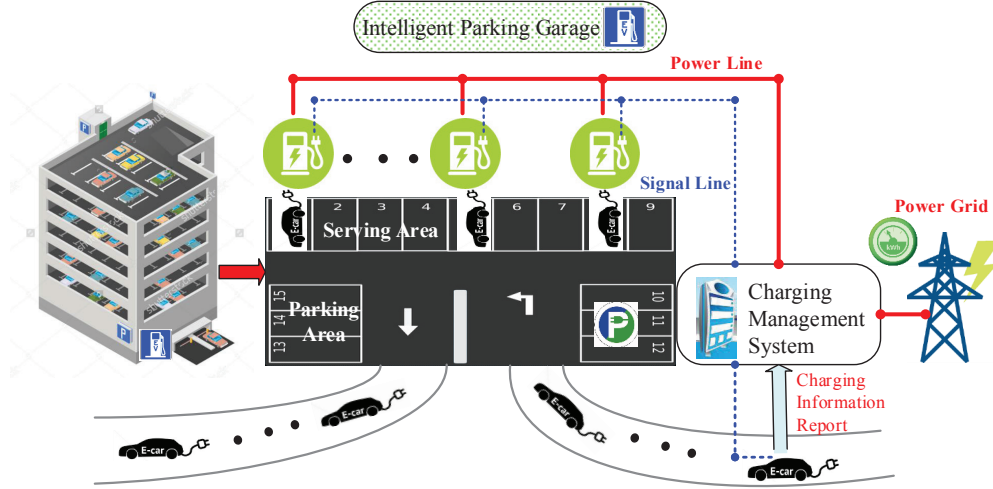 Intelligent Parking Garage
EV
Power Line
Signal Line
Power Grid
kWh
E-car
E-car
E-car
2
3
4
6
7
9
Serving Area
15
14
13
Parking
Area
10
11
12
P
P
P
EV
Charging
Management
System
Charging
Information
Report
E-car
E-car
E-car
E-car